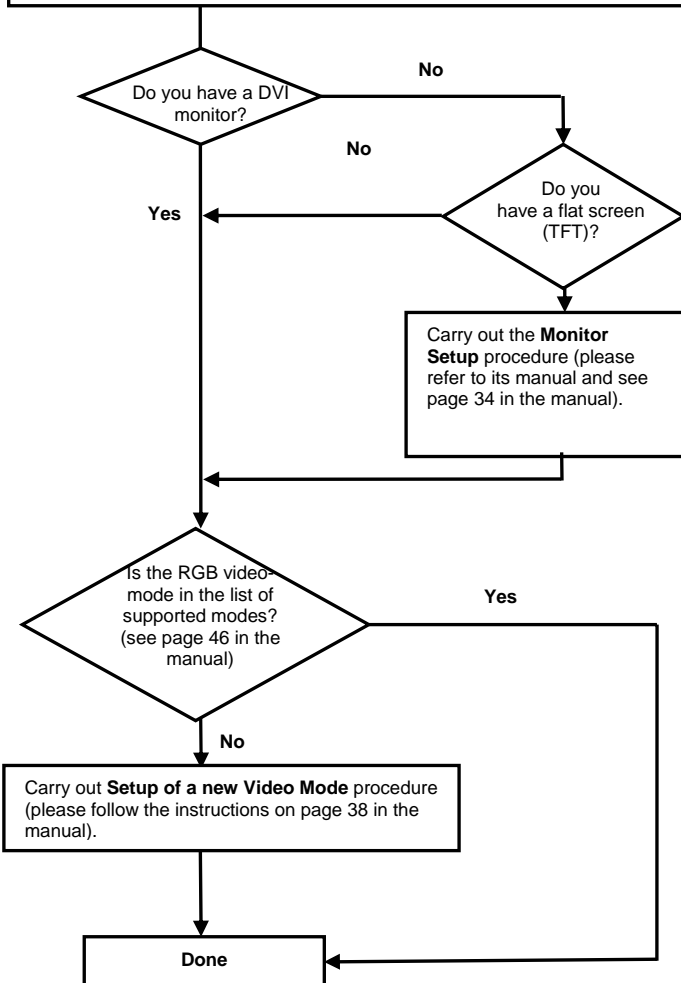 No
Do you have a DVI
monitor?
No
Do you
have a flat screen
(TFT)?
Yes
Carry out the Monitor
Setup procedure (please
refer to its manual and see
page 34 in the manual).
Is the RGB video-
mode in the list of
supported modes?
(see page 46 in the
manual)
Yes
No
Carry out Setup of a new Video Mode procedure
(please follow the instructions on page 38 in the
manual).
Done